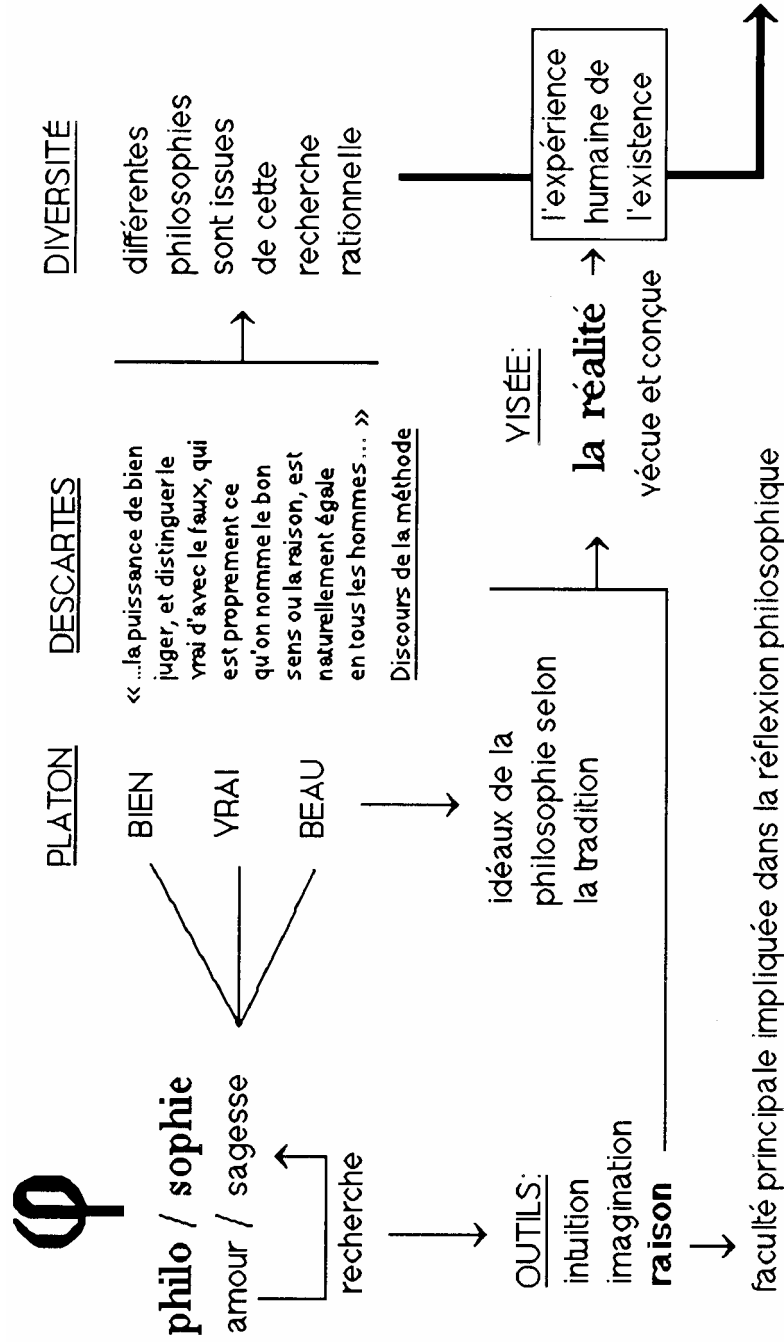 φ
philo / sophie
amour / sagesse
recherche
PLATON
BIEN
VRAI
BEAU
DESCARTES
« ...la puissance de bien
juger, et distinguer le
vrai d'avec le faux, qui
est proprement ce
qu'on nomme le bon
sens ou la raison, est
naturellement égale
en tous les hommes... »
Discours de la méthode
DIVERSITÉ
différentes
philosophies
sont issues
de cette
recherche
rationnelle
OUTILS:
intuition
imagination
raison
idéaux de la
philosophie selon
la tradition
VISÉE:
la réalité
vécue et conçue
l'expérience
humaine de
l'existence
faculté principale impliquée dans la réflexion philosophique